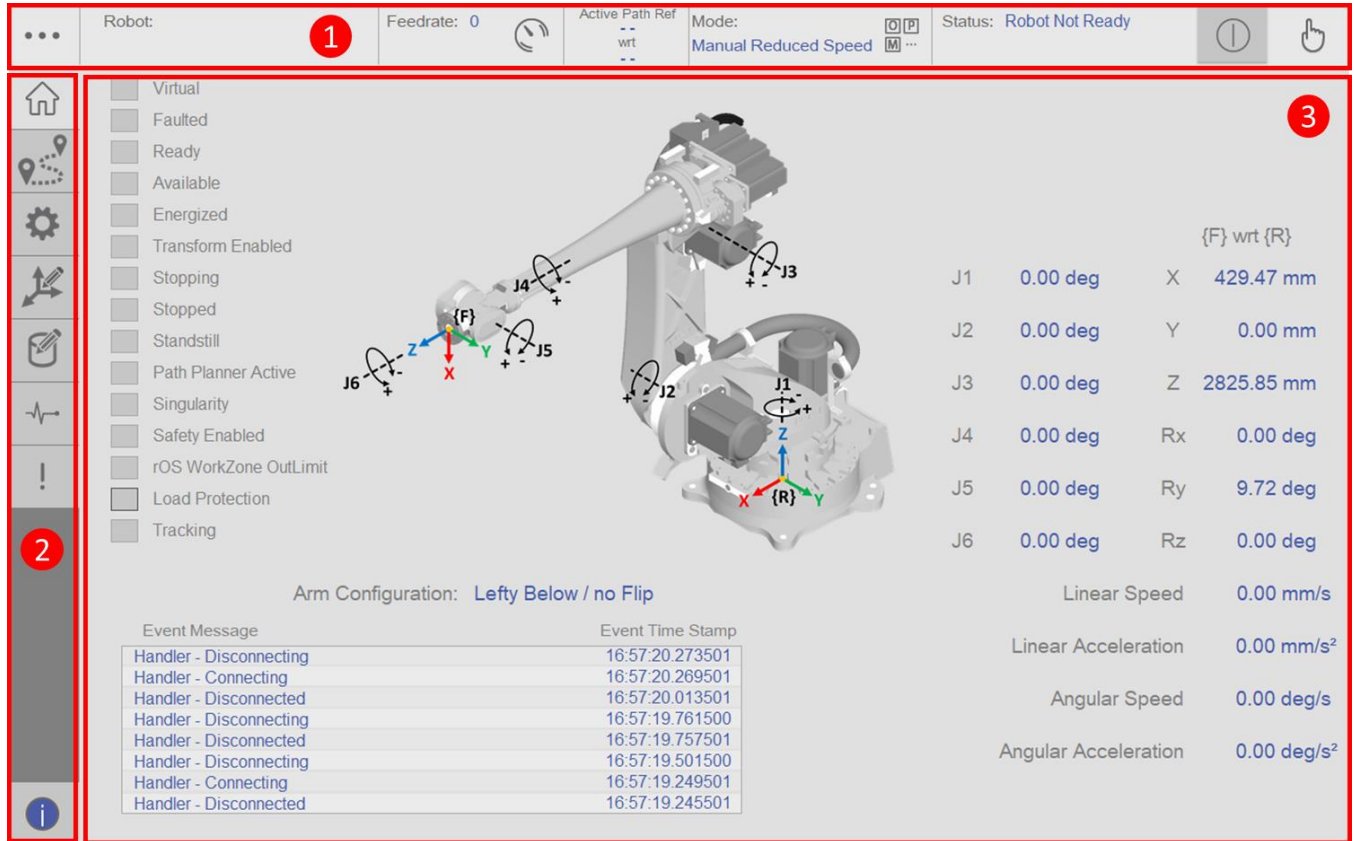 Robot:
1
Feedrate: 0
Active Path Ref
--
wrt
--
Mode:
Manual Reduced Speed
O P
M ...
Status: Robot Not Ready
2
i
3
Virtual
Faulted
Ready
Available
Energized
Transform Enabled
Stopping
Stopped
Standstill
Path Planner Active
Singularity
Safety Enabled
rOS WorkZone OutLimit
Load Protection
Tracking
J3
+ -
J4
-
+
{F}
Z
Y
X
J5
+ -
J6
-
+
J2
+ -
J1
-
+
Z
X
{R}
Y
{F} wrt {R}
J1 0.00 deg X 429.47 mm
J2 0.00 deg Y 0.00 mm
J3 0.00 deg Z 2825.85 mm
J4 0.00 deg Rx 0.00 deg
J5 0.00 deg Ry 9.72 deg
J6 0.00 deg Rz 0.00 deg
Linear Speed 0.00 mm/s
Linear Acceleration 0.00 mm/s²
Angular Speed 0.00 deg/s
Angular Acceleration 0.00 deg/s²
Arm Configuration: Lefty Below / no Flip
Event Message Event Time Stamp
Handler - Disconnecting 16:57:20.273501
Handler - Connecting 16:57:20.269501
Handler - Disconnected 16:57:20.013501
Handler - Disconnecting 16:57:19.761500
Handler - Disconnected 16:57:19.757501
Handler - Disconnecting 16:57:19.501500
Handler - Connecting 16:57:19.249501
Handler - Disconnected 16:57:19.245501